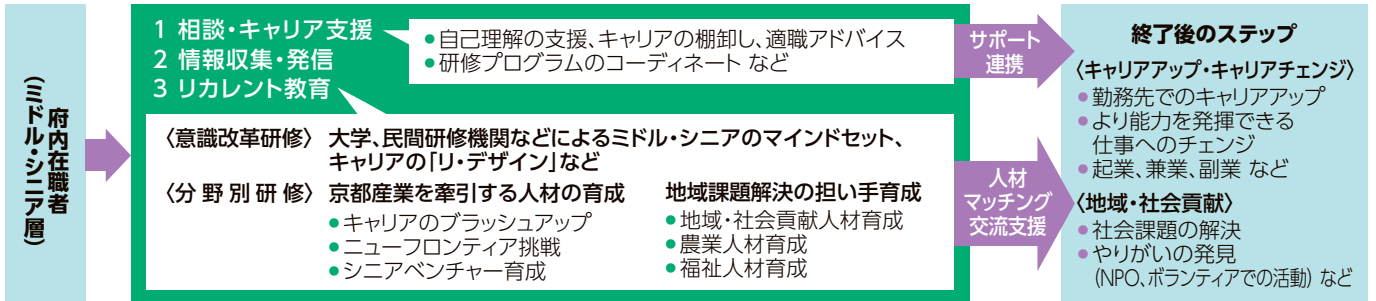 府内在職者
(ミドル・シニア層)
1 相談・キャリア支援
2 情報収集・発信
3 リカレント教育
●自己理解の支援、キャリアの棚卸し、適職アドバイス
●研修プログラムのコーディネート など
〈意識改革研修〉 大学、民間研修機関などによるミドル・シニアのマインドセット、
キャリアの「リ・デザイン」など
〈分野別研修〉 京都産業を牽引する人材の育成
●キャリアのブラッシュアップ
●ニューフロンティア挑戦
●シニアベンチャー育成
地域課題解決の担い手育成
●地域・社会貢献人材育成
●農業人材育成
●福祉人材育成
サポート
連携
人材
マッチング
交流支援
終了後のステップ
〈キャリアアップ・キャリアチェンジ〉
●勤務先でのキャリアアップ
●より能力を発揮できる
仕事へのチェンジ
●起業、兼業、副業 など
〈地域・社会貢献〉
●社会課題の解決
●やりがいの発見
(NPO、ボランティアでの活動) など